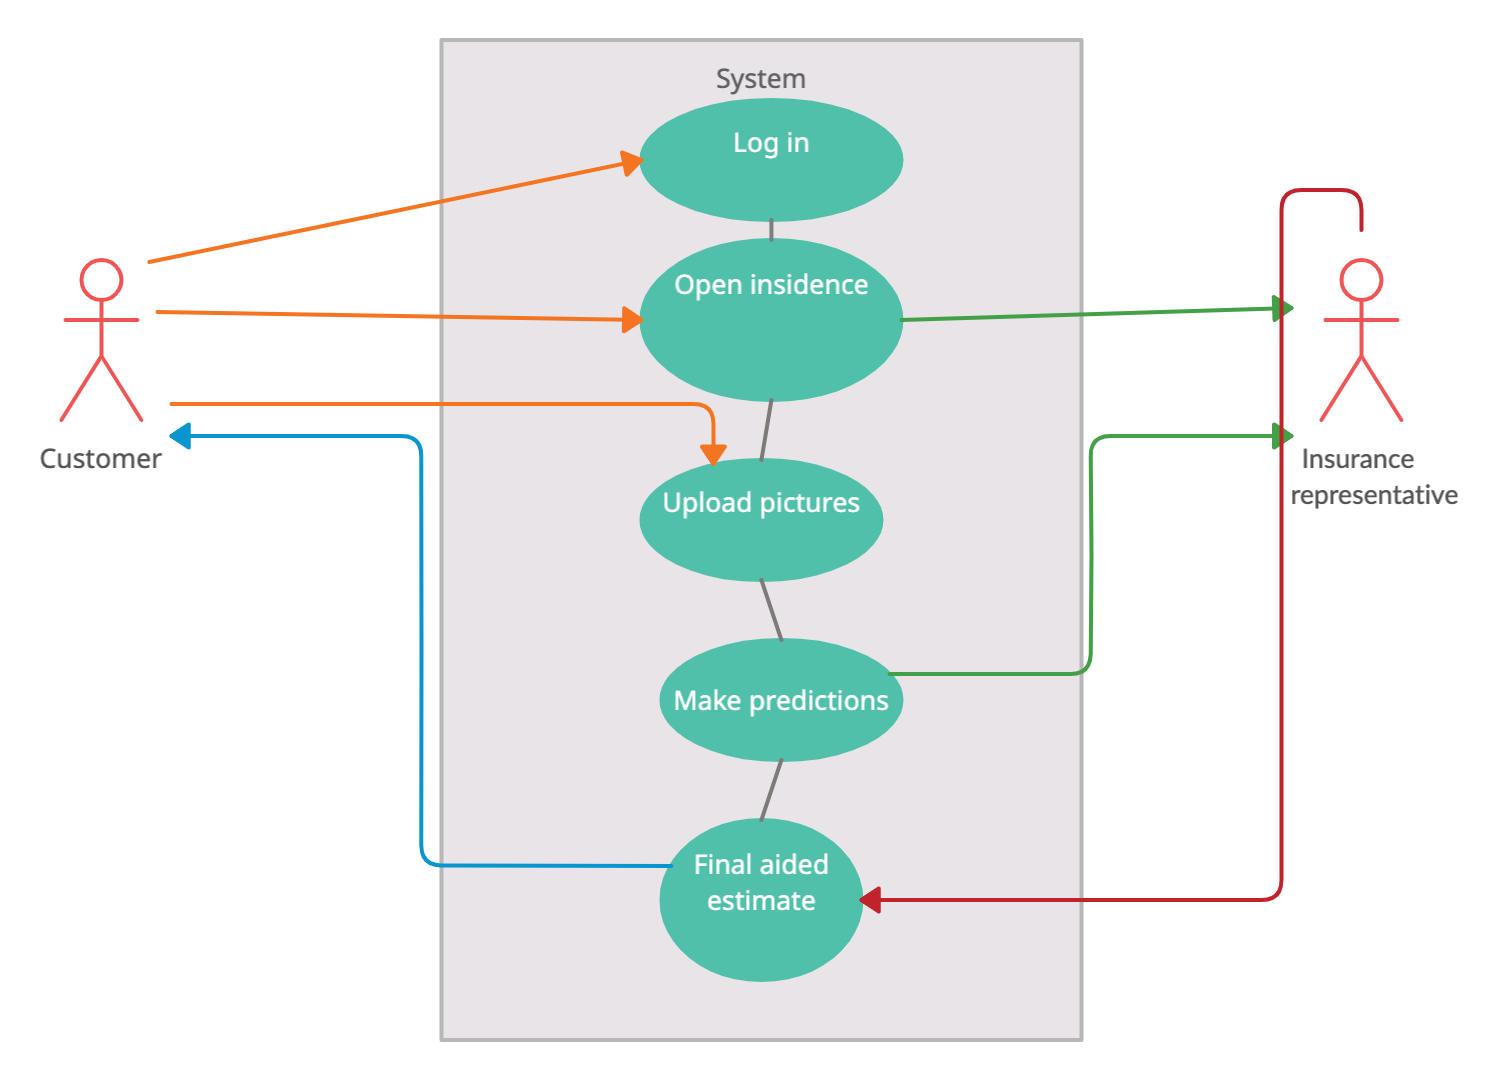 System
Log in
Open insidence
Upload pictures
Customer
Insurance
representative
Make predictions
Final aided
estimate